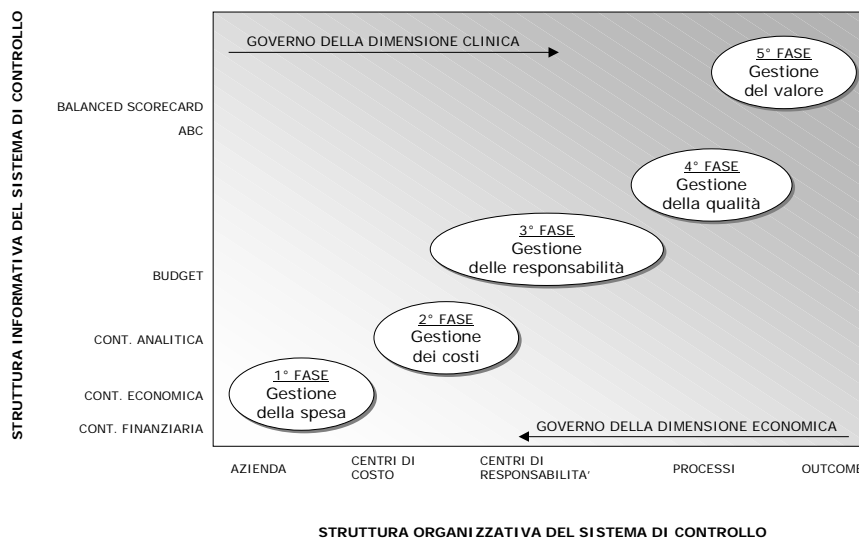 STRUTTURA INFORMATIVA DEL SISTEMA DI CONTROLLO
GOVERNO DELLA DIMENSIONE CLINICA
5° FASE
Gestione
del valore
BALANCED SCORECARD
ABC
4° FASE
Gestione
della qualità
3° FASE
Gestione
delle responsabilità
BUDGET
2° FASE
Gestione
dei costi
CONT. ANALITICA
1° FASE
Gestione
della spesa
CONT. ECONOMICA
CONT. FINANZIARIA
GOVERNO DELLA DIMENSIONE ECONOMICA
AZIENDA
CENTRI DI
COSTO
CENTRI DI
RESPONSABILITA'
PROCESSI
OUTCOME
STRUTTURA ORGANIZZATIVA DEL SISTEMA DI CONTROLLO